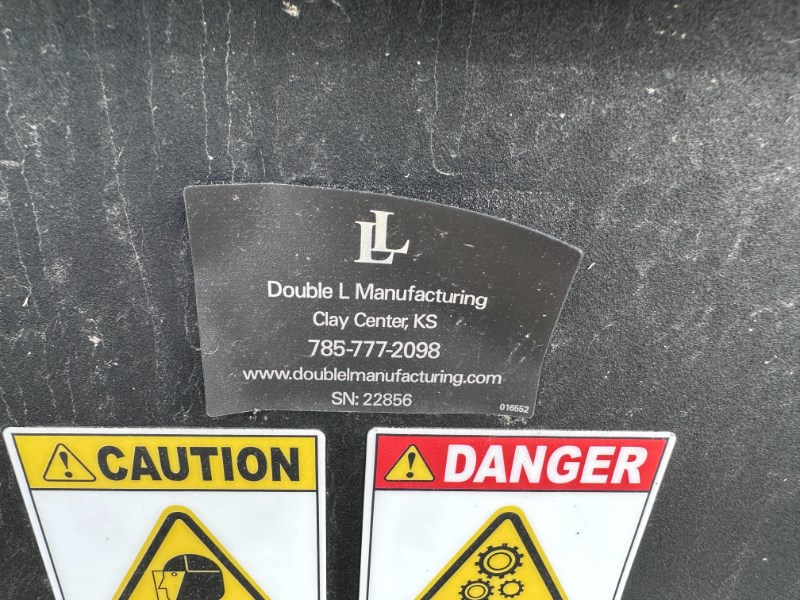 LL
Double L Manufacturing
Clay Center, KS
785-777-2098
www.doublelmanufacturing.com
SN: 22856
016552
CAUTION
DANGER